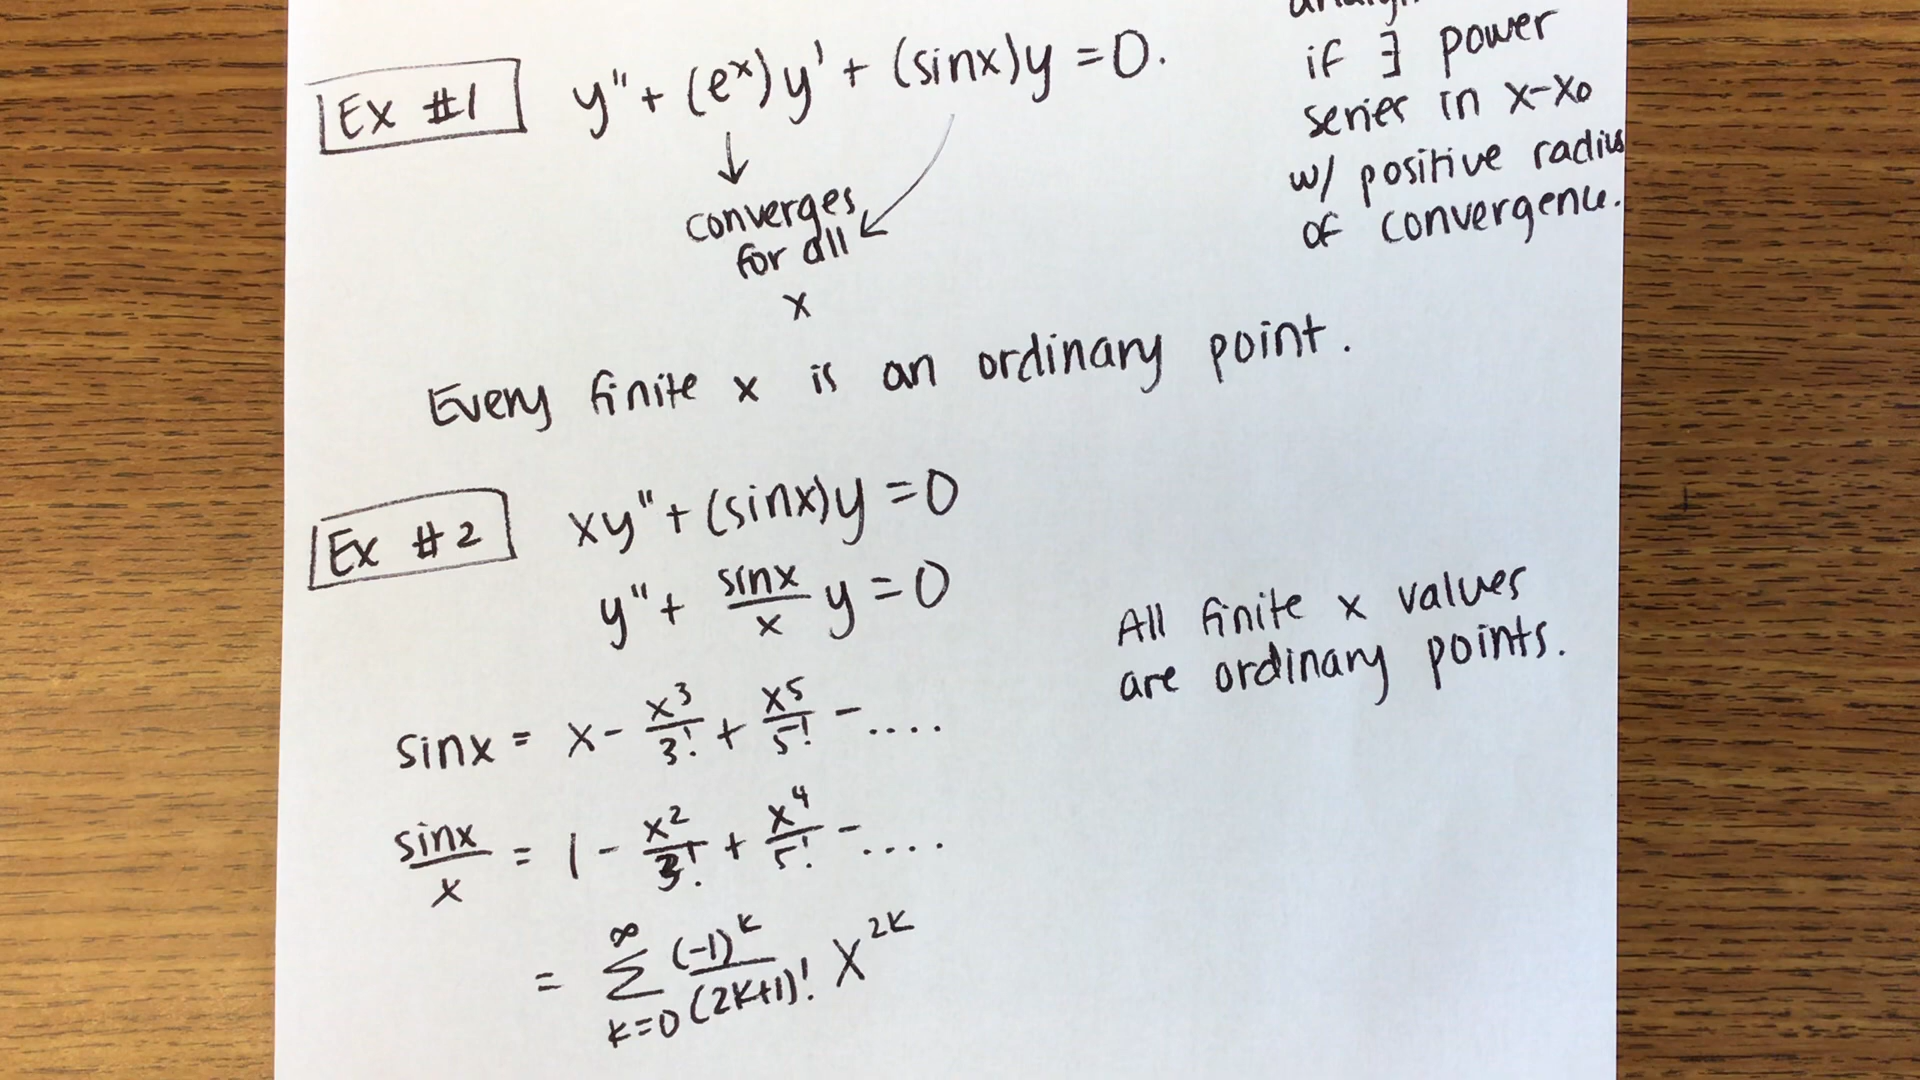 if ∃ power
series in x-x₀
w/ positive radius
of convergence.
Ex #1 y" + (eˣ)y' + (sinx)y = 0.
converges
for all
x
Every finite x is an ordinary point.
Ex #2 xy" + (sinx)y = 0
y" + sinx/x y = 0
All finite x values
are ordinary points.
sinx = x - x³/3! + x⁵/5! - ....
sinx/x = 1 - x²/3! + x⁴/5! - ....
= ∞∑k=0 (-1)ᵏ/(2k+1)! x²ᵏ